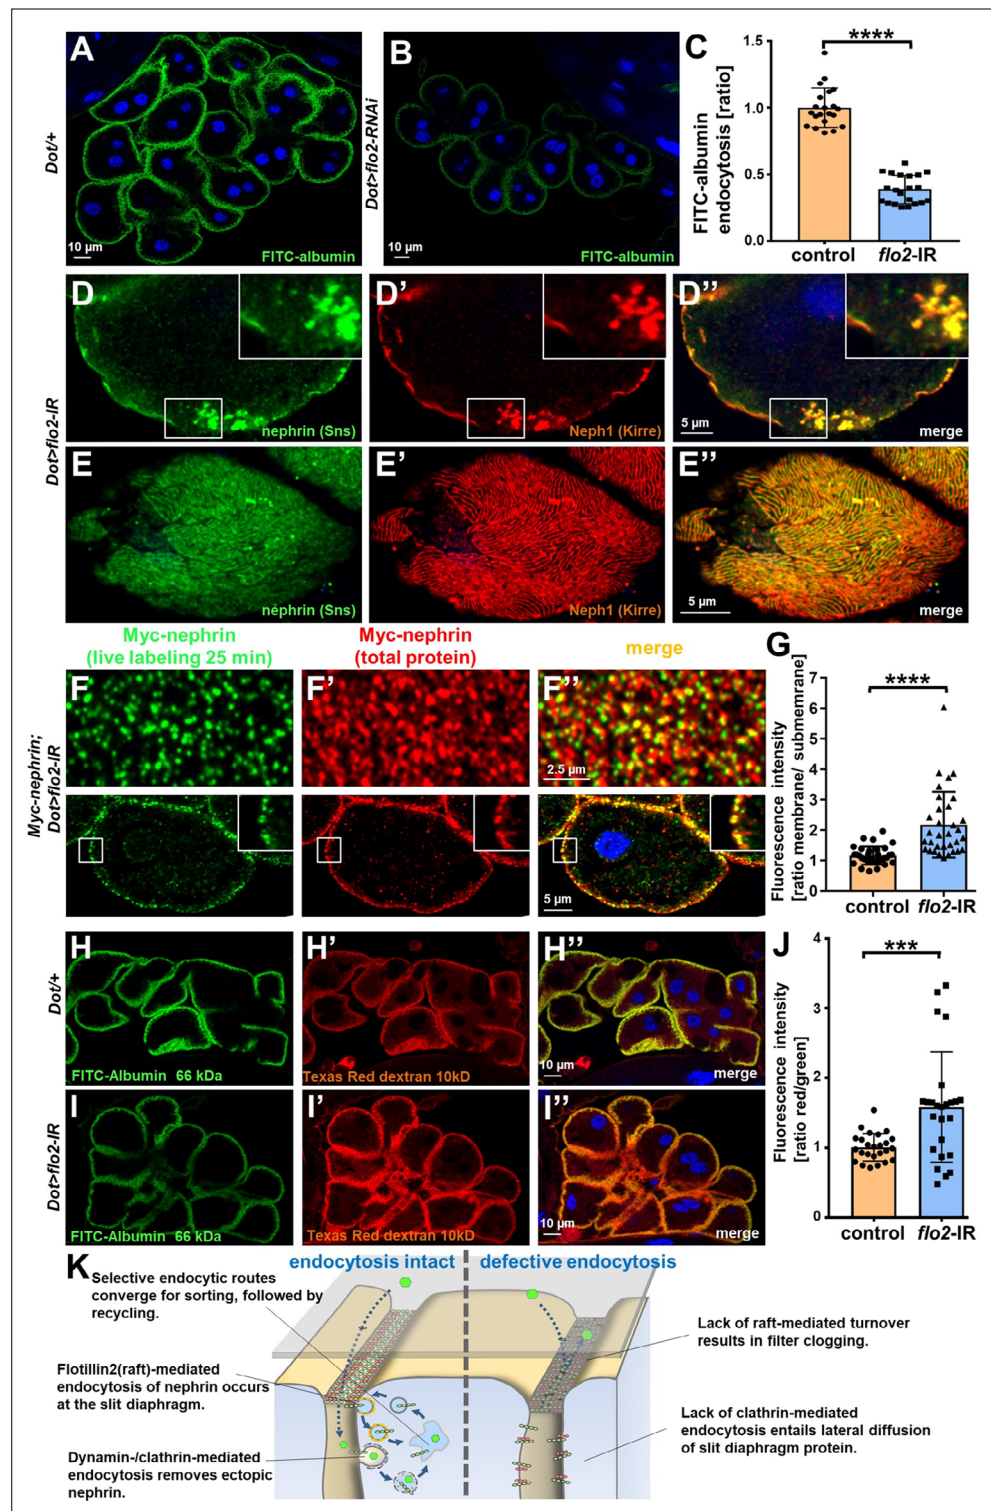 A
Dot/+
10 µm
FITC-albumin
B
Dot>flo2-RNAi
10 µm
FITC-albumin
C
FITC-albumin
endocytosis [ratio]
1.5
1.0
0.5
0.0
****
control
flo2-IR
Dot>flo2-IR
D
nephrin (Sns)
D'
Neph1 (Kirre)
D''
5 µm
merge
E
nephrin (Sns)
E'
Neph1 (Kirre)
E''
5 µm
merge
Myc-nephrin
(live labeling 25 min)
Myc-nephrin
(total protein)
merge
Myc-nephrin;
Dot>flo2-IR
F
F'
F''
2.5 µm
5 µm
G
Fluorescence intensity
[ratio membrane/ submembrane]
7
6
5
4
3
2
1
0
****
control
flo2-IR
Dot/+
H
FITC-Albumin 66 kDa
H'
Texas Red dextran 10kD
H''
10 µm
merge
Dot>flo2-IR
I
FITC-Albumin 66 kDa
I'
Texas Red dextran 10kD
I''
10 µm
merge
J
Fluorescence intensity
[ratio red/green]
4
3
2
1
0
***
control
flo2-IR
K
endocytosis intact
defective endocytosis
Selective endocytic routes
converge for sorting, followed by
recycling.
Flotillin2(raft)-mediated
endocytosis of nephrin occurs
at the slit diaphragm.
Dynamin-/clathrin-mediated
endocytosis removes ectopic
nephrin.
Lack of raft-mediated turnover
results in filter clogging.
Lack of clathrin-mediated
endocytosis entails lateral diffusion
of slit diaphragm protein.